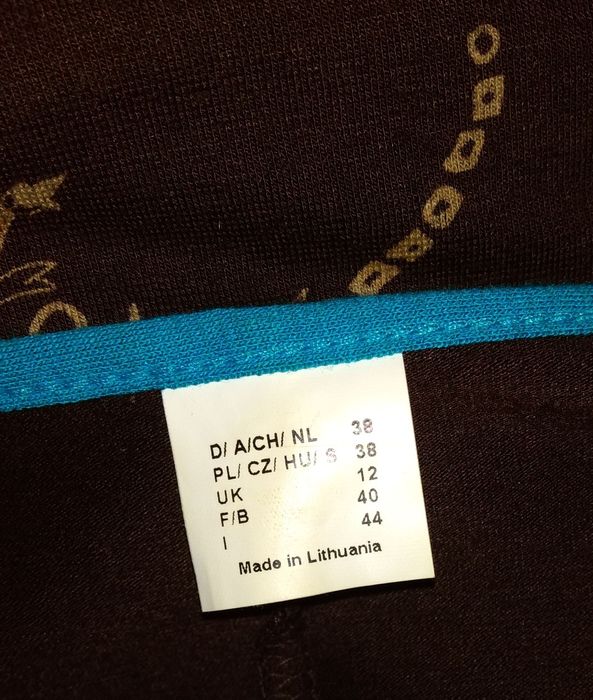 D/ A/CH/ NL 38
PL/ CZ/ HU/ S 38
UK 12
F/B 40
I 44
Made in Lithuania